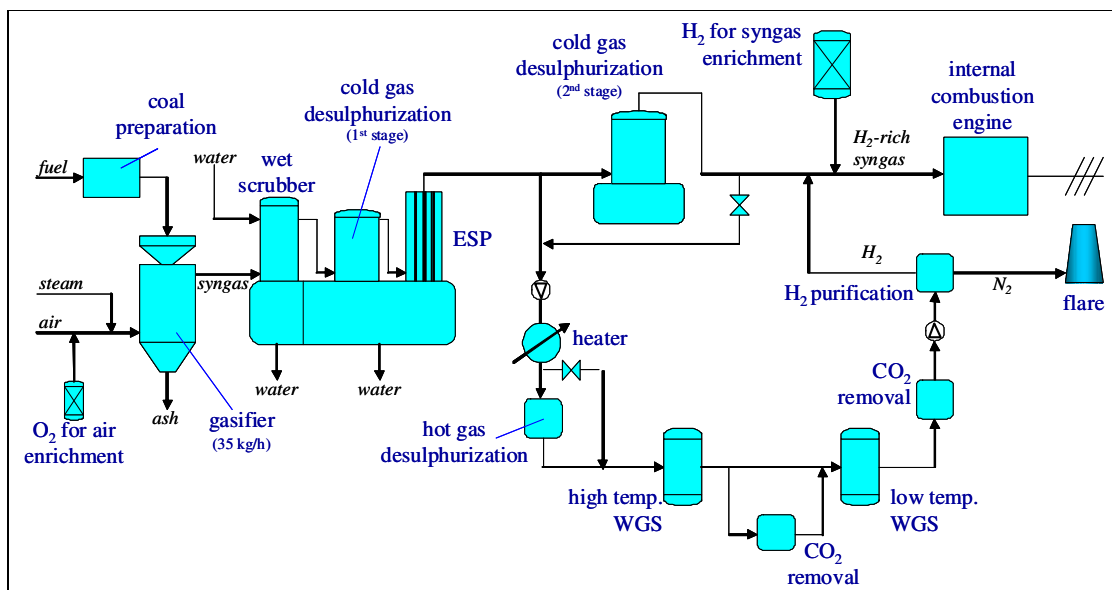 H2 for syngas
enrichment
cold gas
desulphurization
(2nd stage)
internal
combustion
engine
coal
preparation
cold gas
desulphurization
(1st stage)
fuel
water
wet
scrubber
H2-rich
syngas
ESP
steam
syngas
air
H2
H2 purification
N2
flare
heater
water
water
ash
O2 for air
enrichment
gasifier
(35 kg/h)
CO2
removal
hot gas
desulphurization
high temp.
WGS
low temp.
WGS
CO2
removal